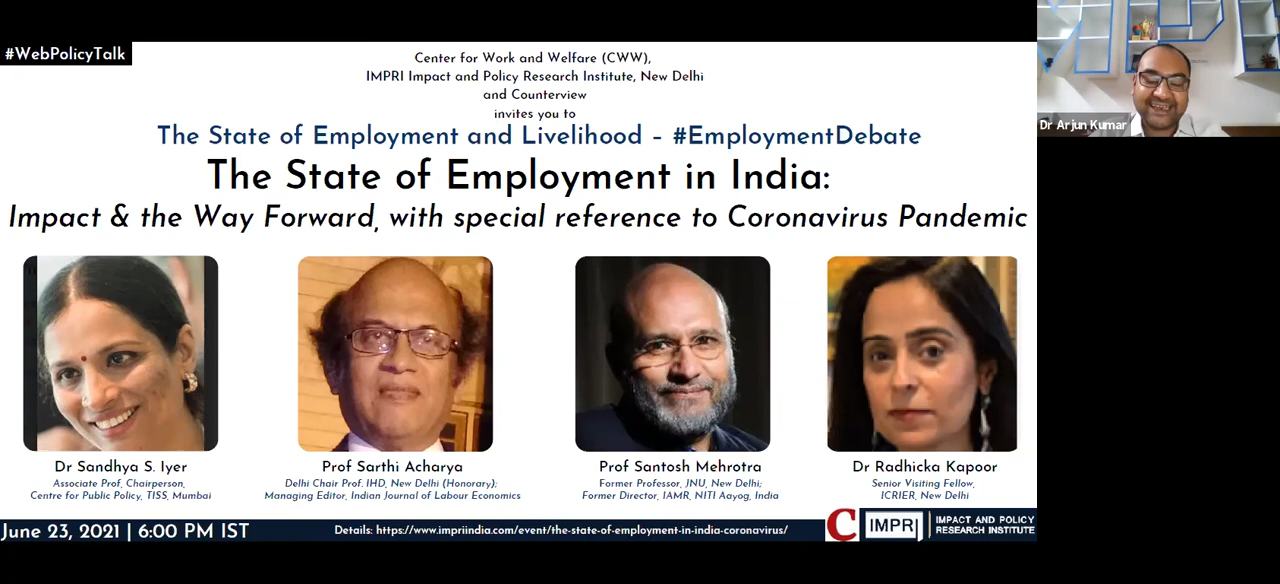 #WebPolicyTalk
Center for Work and Welfare (CWW),
IMPRI Impact and Policy Research Institute, New Delhi
and Counterview
invites you to
The State of Employment and Livelihood – #EmploymentDebate
The State of Employment in India:
Impact & the Way Forward, with special reference to Coronavirus Pandemic
Dr Sandhya S. Iyer
Associate Prof, Chairperson,
Centre for Public Policy, TISS, Mumbai
Prof Sarthi Acharya
Delhi Chair Prof. IHD, New Delhi (Honorary);
Managing Editor, Indian Journal of Labour Economics
Prof Santosh Mehrotra
Former Professor, JNU, New Delhi;
Former Director, IAMR, NITI Aayog, India
Dr Radhicka Kapoor
Senior Visiting Fellow,
ICRIER, New Delhi
June 23, 2021 | 6:00 PM IST
Details: https://www.impriindia.com/event/the-state-of-employment-in-india-coronavirus/
C
IMPRI
IMPACT AND POLICY
RESEARCH INSTITUTE
Dr Arjun Kumar